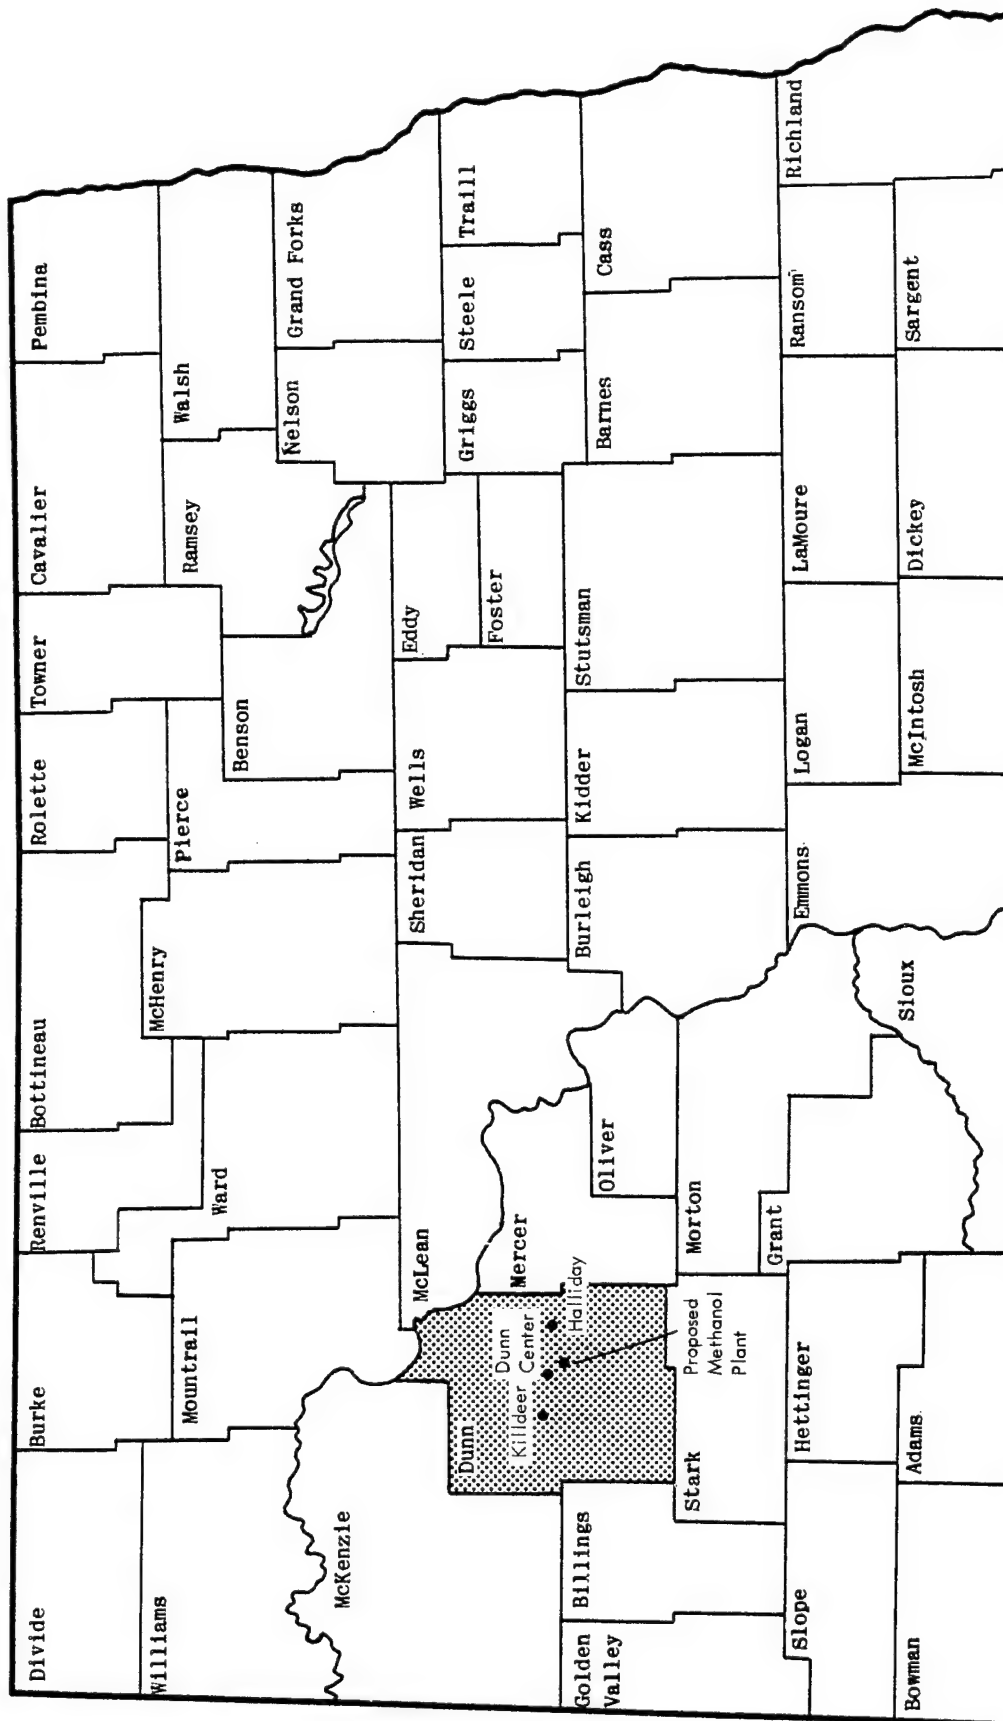 Divide
Burke
Renville
Bottineau
Rolette
Towner
Cavalier
Pembina
Williams
Mountrail
Ward
McHenry
Pierce
Benson
Ramsey
Walsh
Nelson
Grand Forks
McKenzie
Dunn
Killdeer
Dunn
Center
Halliday
Proposed
Methanol
Plant
McLean
Mercer
Oliver
Sheridan
Wells
Eddy
Foster
Griggs
Steele
Traill
Golden
Valley
Billings
Stark
Morton
Burleigh
Kidder
Stutsman
Barnes
Cass
Slope
Hettinger
Grant
Bowman
Adams
Sioux
Emmons
Logan
McIntosh
LaMoure
Dickey
Ransom
Sargent
Richland